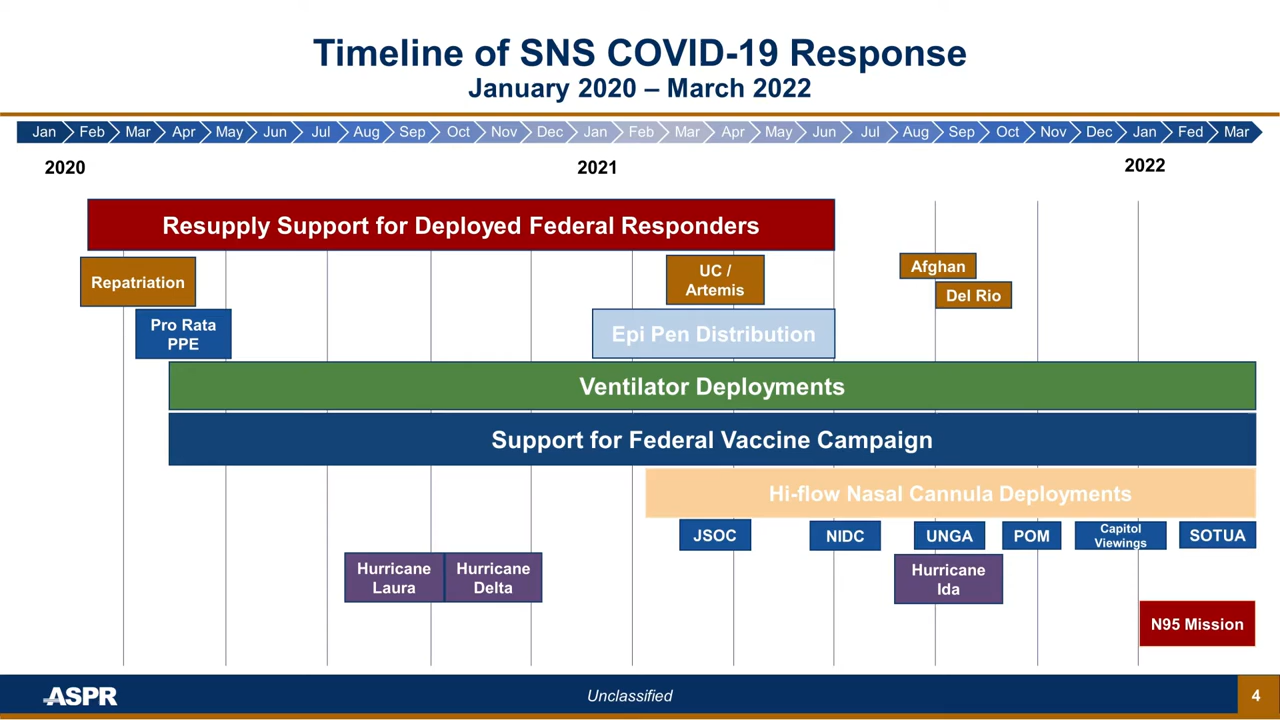 Timeline of SNS COVID-19 Response
January 2020 – March 2022
Jan Feb Mar Apr May Jun Jul Aug Sep Oct Nov Dec Jan Feb Mar Apr May Jun Jul Aug Sep Oct Nov Dec Jan Fed Mar
2020 2021 2022
Resupply Support for Deployed Federal Responders
Repatriation
UC /
Artemis
Afghan
Del Rio
Pro Rata
PPE
Epi Pen Distribution
Ventilator Deployments
Support for Federal Vaccine Campaign
Hi-flow Nasal Cannula Deployments
JSOC
NIDC
UNGA
POM
Capitol
Viewings
SOTUA
Hurricane
Laura
Hurricane
Delta
Hurricane
Ida
N95 Mission
ASPR
Unclassified
4